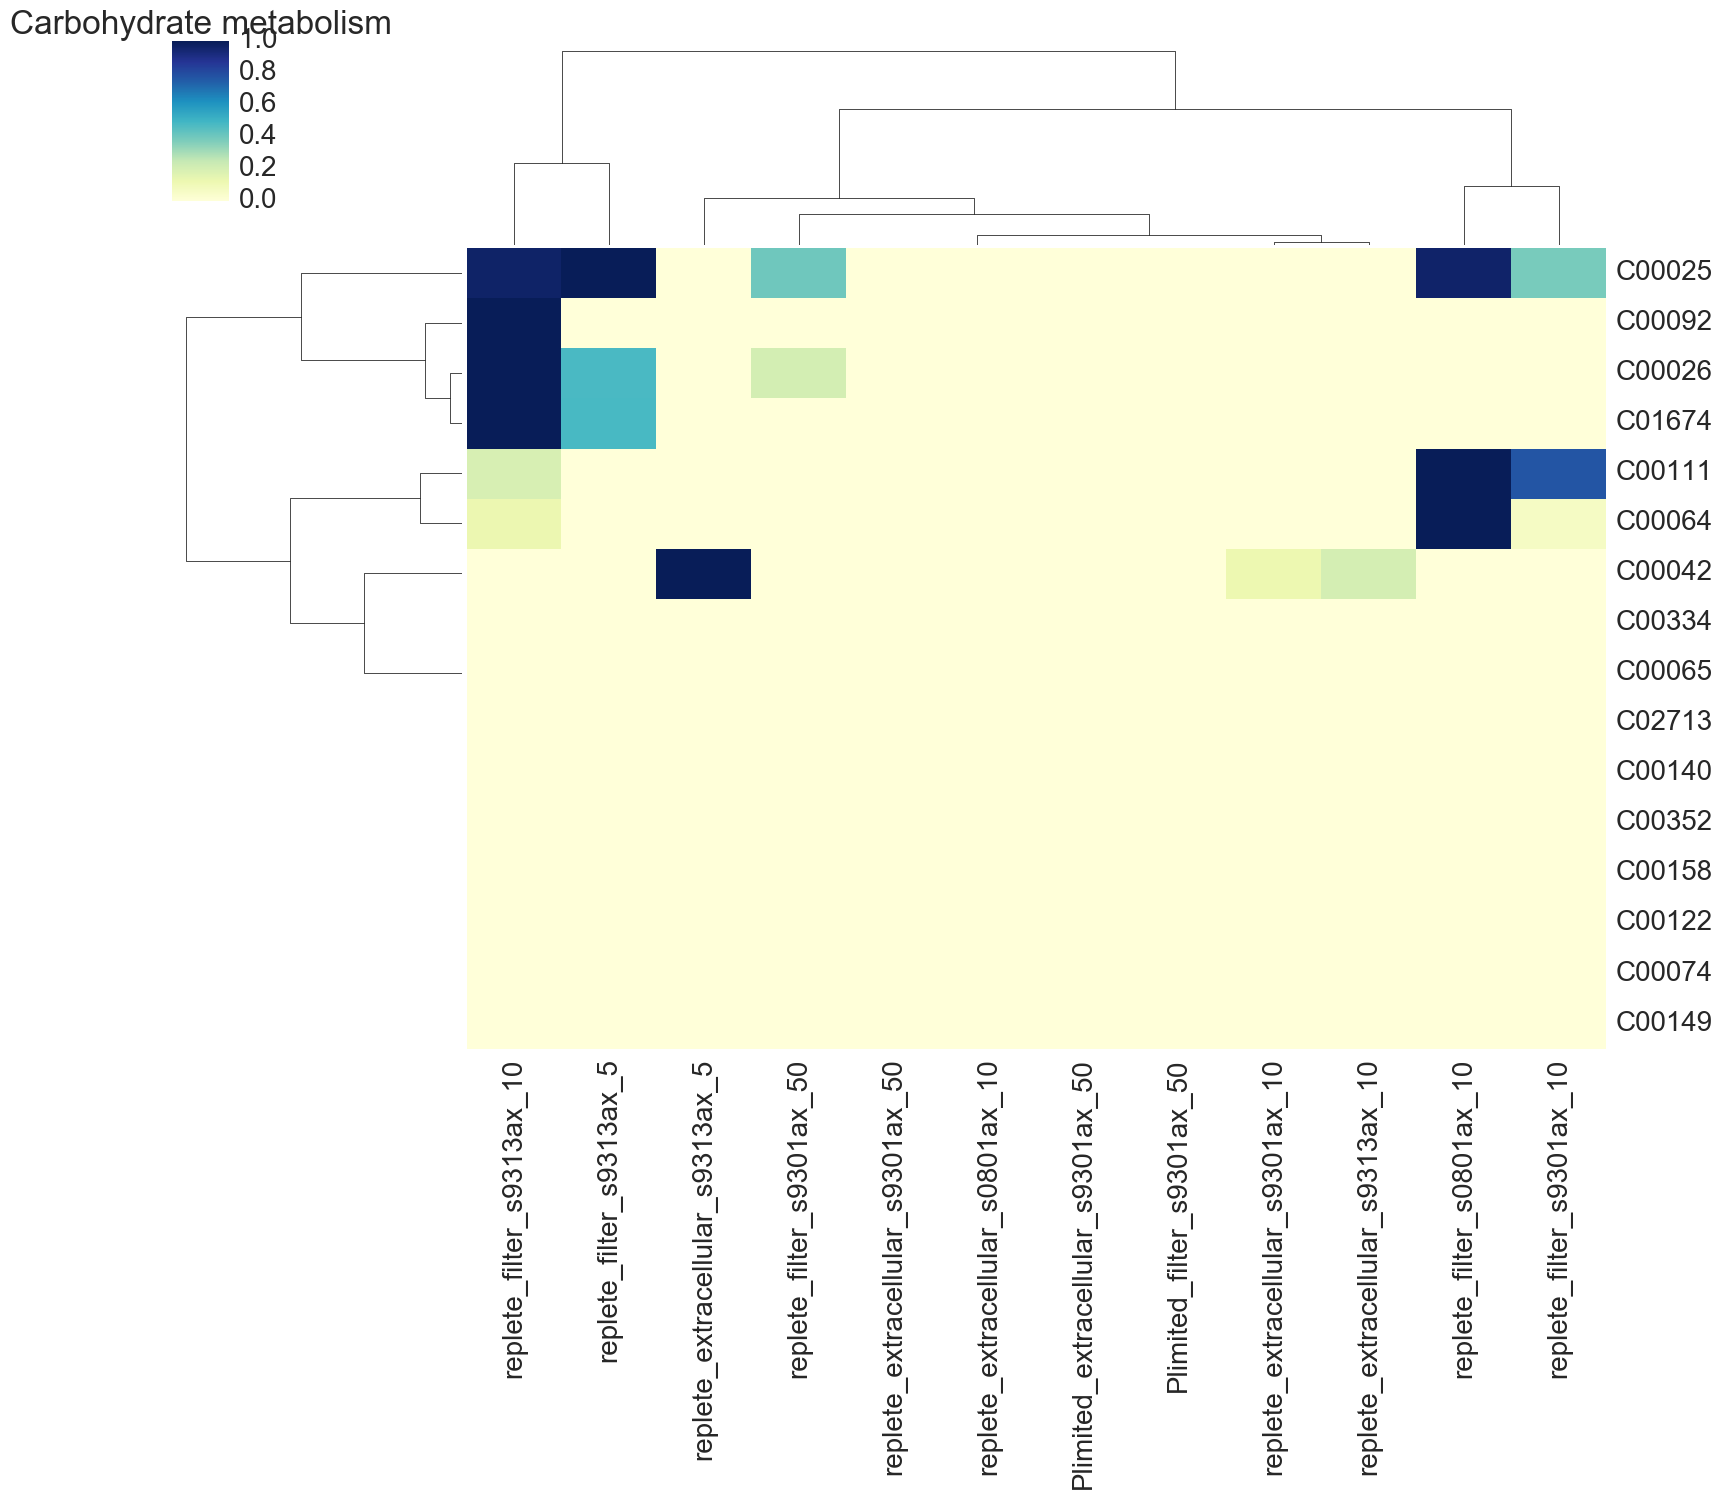 Carbohydrate metabolism
1.0
0.8
0.6
0.4
0.2
0.0
C00025
C00092
C00026
C01674
C00111
C00064
C00042
C00334
C00065
C02713
C00140
C00352
C00158
C00122
C00074
C00149
replete_filter_s9313ax_10
replete_filter_s9313ax_5
replete_extracellular_s9313ax_5
replete_filter_s9301ax_50
replete_extracellular_s9301ax_50
replete_extracellular_s0801ax_10
Plimited_extracellular_s9301ax_50
Plimited_filter_s9301ax_50
replete_extracellular_s9301ax_10
replete_extracellular_s9313ax_10
replete_filter_s0801ax_10
replete_filter_s9301ax_10